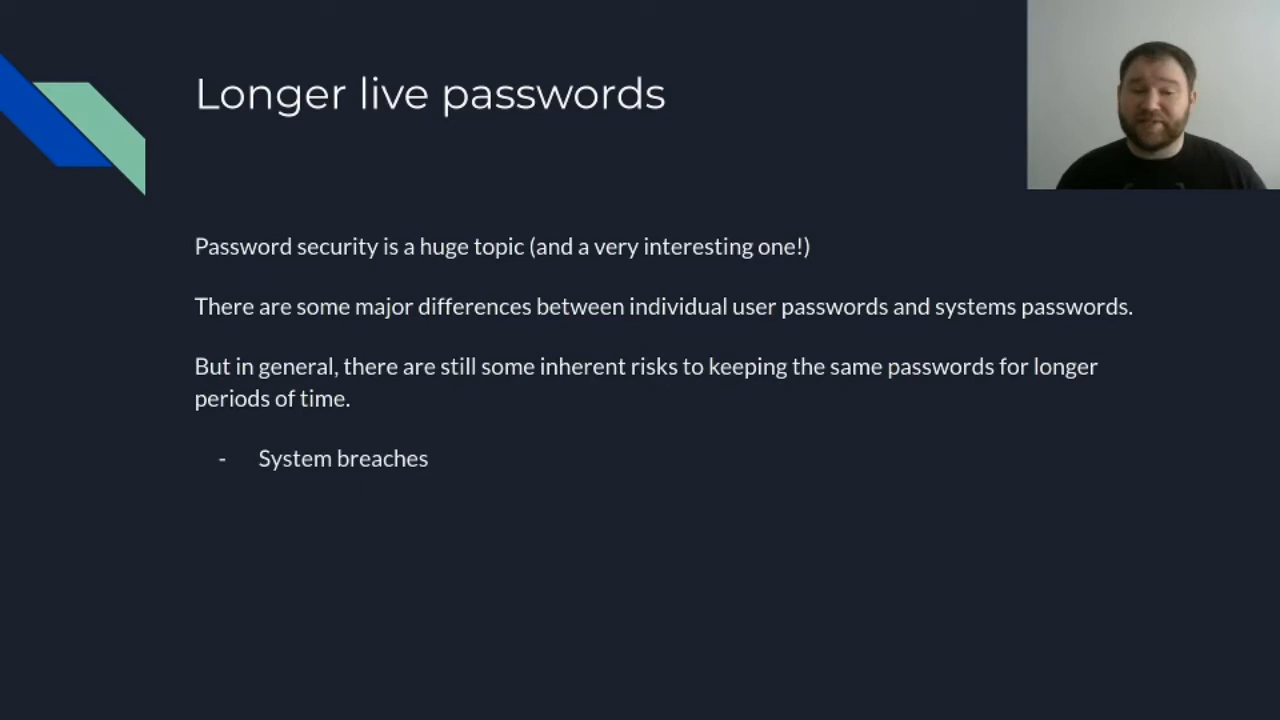 Longer live passwords
Password security is a huge topic (and a very interesting one!)
There are some major differences between individual user passwords and systems passwords.
But in general, there are still some inherent risks to keeping the same passwords for longer
periods of time.
- System breaches